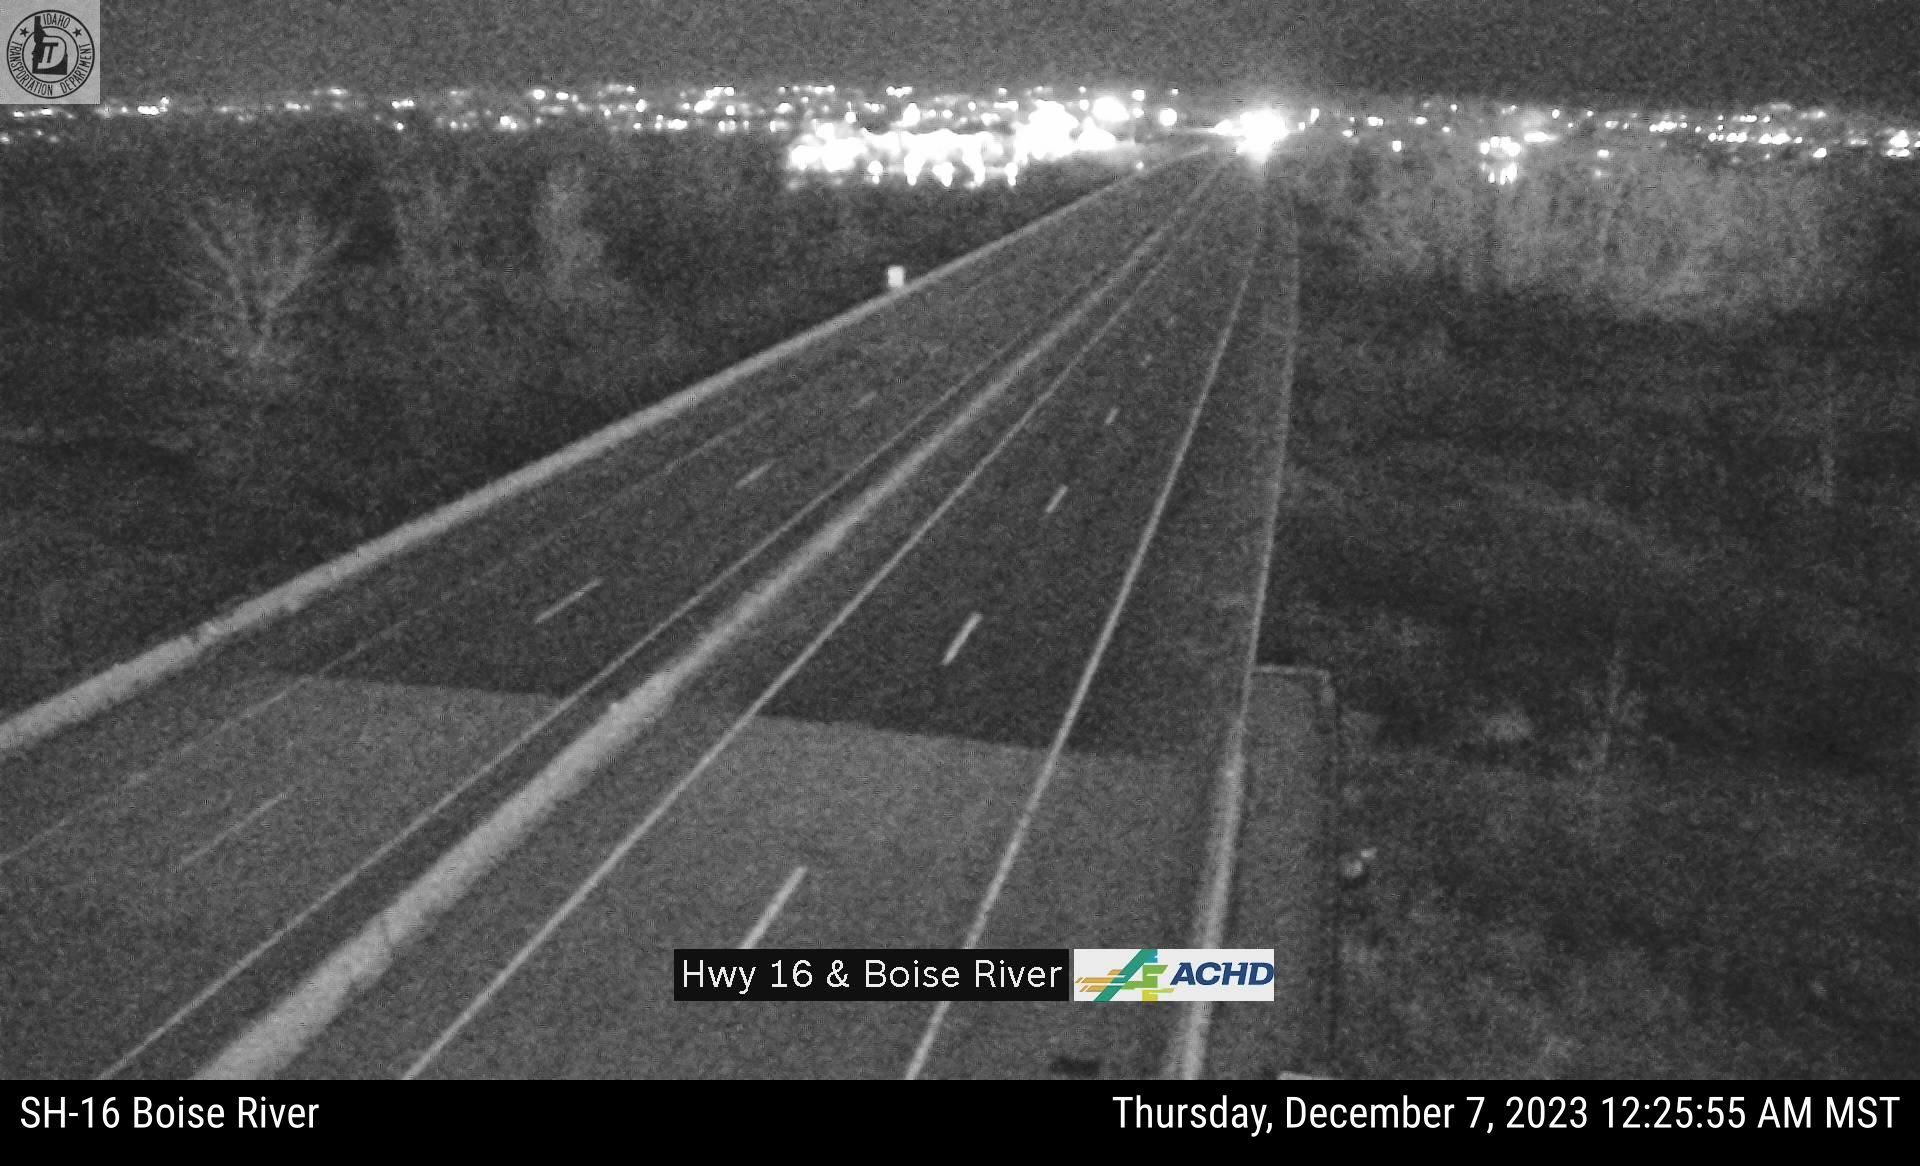 IDAHO
TRANSPORTATION DEPARTMENT
Hwy 16 & Boise River
ACHD
SH-16 Boise River
Thursday, December 7, 2023 12:25:55 AM MST